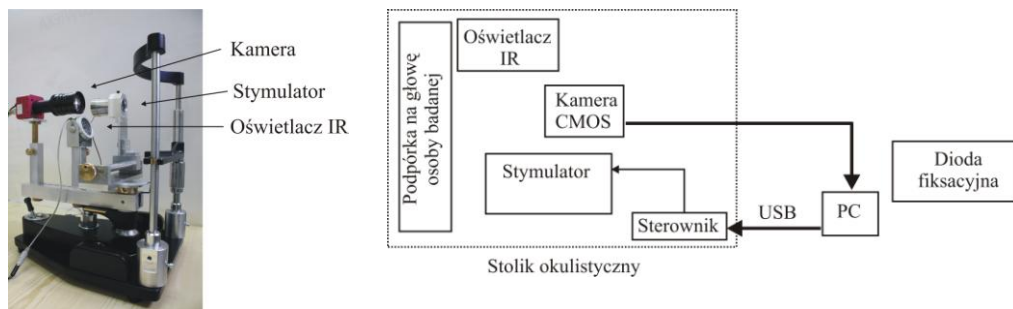 Kamera
Stymulator
Oświetlacz IR
Podpórka na głowę
osoby badanej
Oświetlacz
IR
Kamera
CMOS
Stymulator
Sterownik
USB
PC
Dioda
fiksacyjna
Stolik okulistyczny